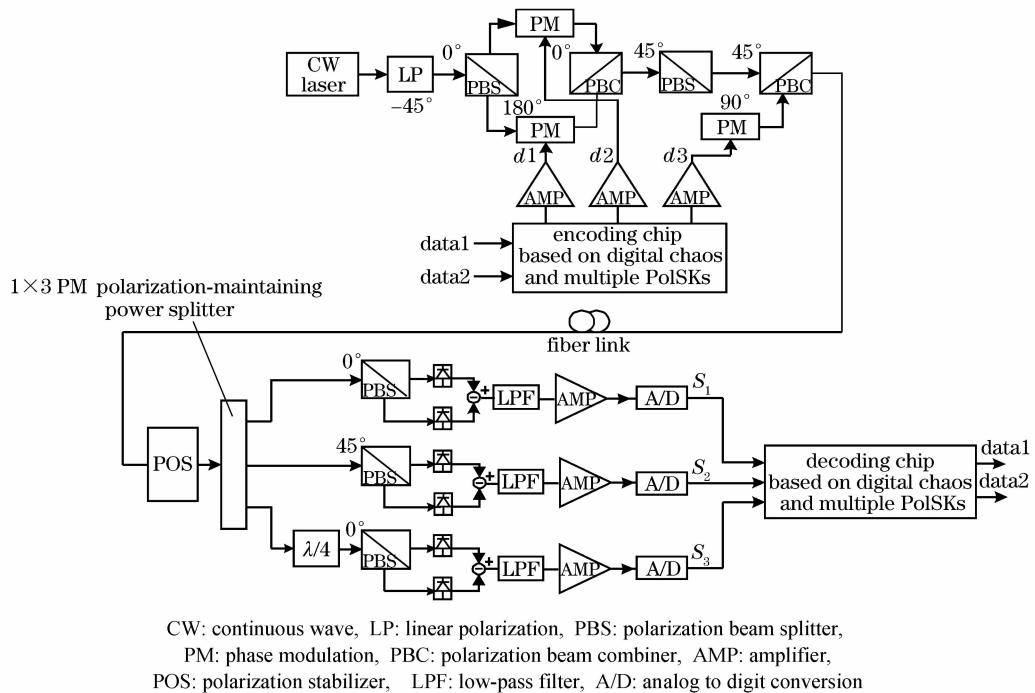 CW
laser
LP
−45°
0°
PBS
PM
0°
PBC
45°
PBS
45°
PBC
180°
PM
90°
PM
d1
d2
d3
AMP
AMP
AMP
data1
data2
encoding chip
based on digital chaos
and multiple PolSKs
1×3 PM polarization-maintaining
power splitter
fiber link
POS
0°
PBS
+
LPF
AMP
A/D
S1
45°
PBS
+
LPF
AMP
A/D
S2
λ/4
0°
PBS
+
LPF
AMP
A/D
S3
decoding chip
based on digital chaos
and multiple PolSKs
data1
data2
CW: continuous wave, LP: linear polarization, PBS: polarization beam splitter,
PM: phase modulation, PBC: polarization beam combiner, AMP: amplifier,
POS: polarization stabilizer, LPF: low-pass filter, A/D: analog to digit conversion